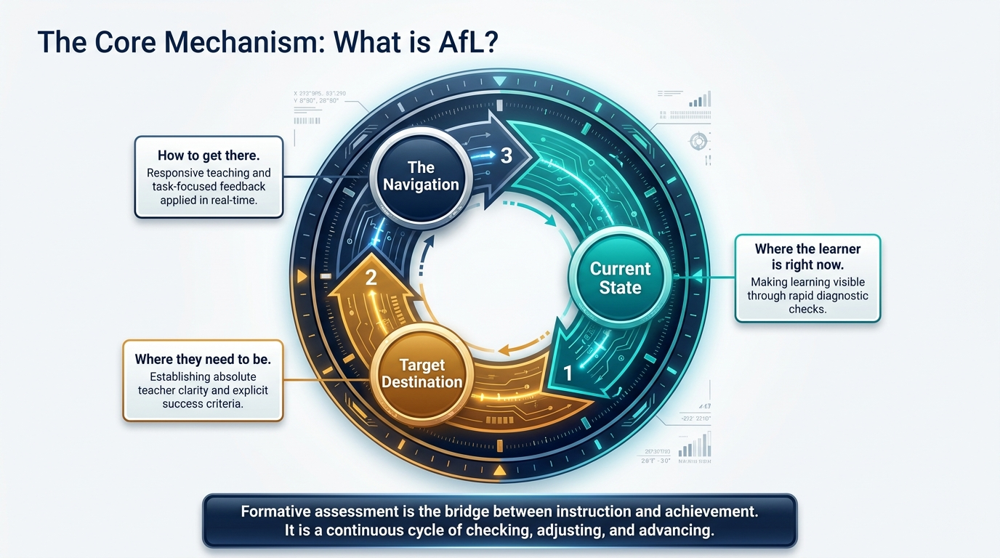 The Core Mechanism: What is AfL?
How to get there.
Responsive teaching and
task-focused feedback
applied in real-time.
The
Navigation
3
Where the learner
is right now.
Making learning visible
through rapid diagnostic
checks.
Current
State
2
1
Where they need to be.
Establishing absolute
teacher clarity and explicit
success criteria.
Target
Destination
Formative assessment is the bridge between instruction and achievement.
It is a continuous cycle of checking, adjusting, and advancing.